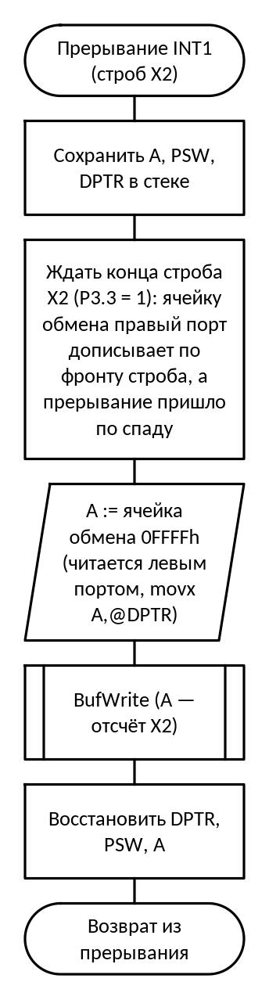 Прерывание INT1
(строб X2)
Сохранить A, PSW,
DPTR в стеке
Ждать конца строба
X2 (P3.3 = 1): ячейку
обмена правый порт
дописывает по
фронту строба, а
прерывание пришло
по спаду
A := ячейка
обмена 0FFFFh
(читается левым
портом, movx
A,@DPTR)
BufWrite (A —
отсчёт X2)
Восстановить DPTR,
PSW, A
Возврат из
прерывания